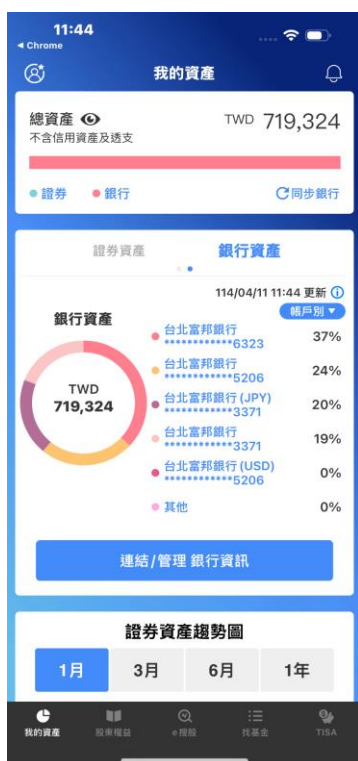 11:44
◀ Chrome
我的資產
總資產
TWD 719,324
不含信用資產及透支
證券
銀行
同步銀行
證券資產
銀行資產
114/04/11 11:44 更新
帳戶別 ▼
銀行資產
TWD
719,324
台北富邦銀行
************6323
37%
台北富邦銀行
************5206
24%
台北富邦銀行 (JPY)
************3371
20%
台北富邦銀行
************3371
19%
台北富邦銀行 (USD)
************5206
0%
其他
0%
連結/管理 銀行資訊
證券資產趨勢圖
1月
3月
6月
1年
我的資產
股東權益
e搜股
找基金
TISA